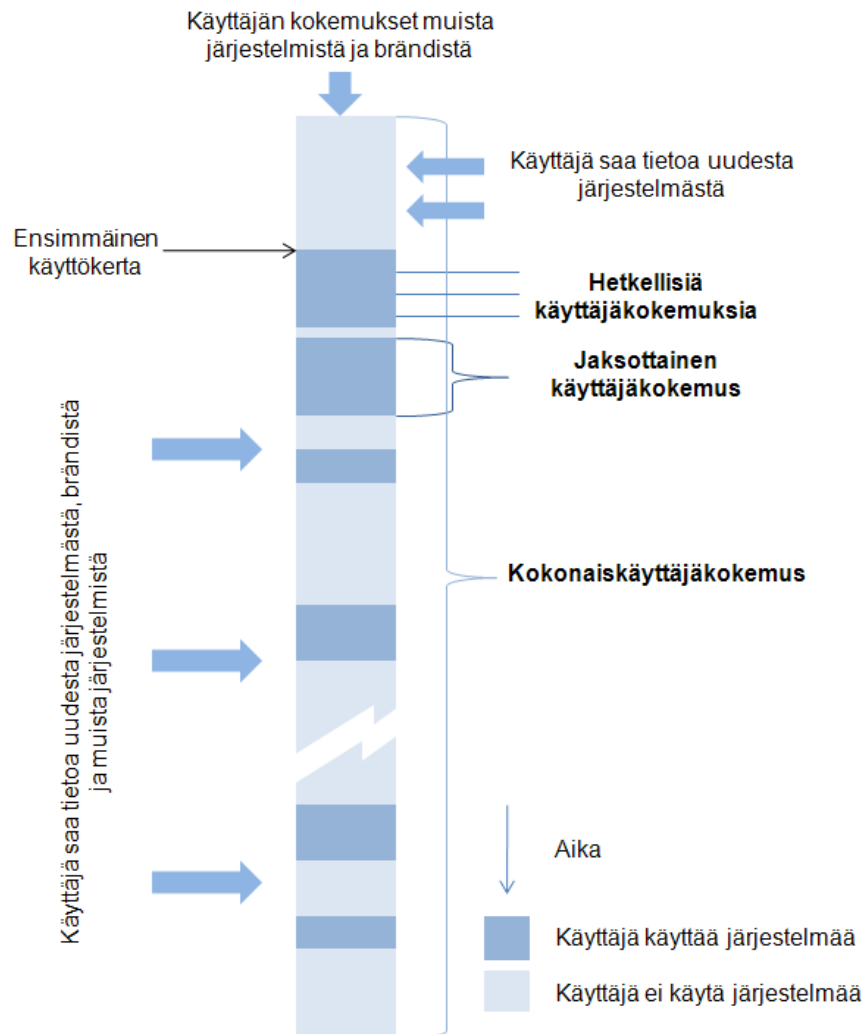 Käyttäjän kokemukset muista
järjestelmistä ja brändistä
Käyttäjä saa tietoa uudesta
järjestelmästä
Ensimmäinen
käyttökerta
Hetkellisiä
käyttäjäkokemuksia
Jaksottainen
käyttäjäkokemus
Käyttäjä saa tietoa uudesta järjestelmästä, brändistä
ja muista järjestelmistä
Kokonaiskäyttäjäkokemus
Aika
Käyttäjä käyttää järjestelmää
Käyttäjä ei käytä järjestelmää